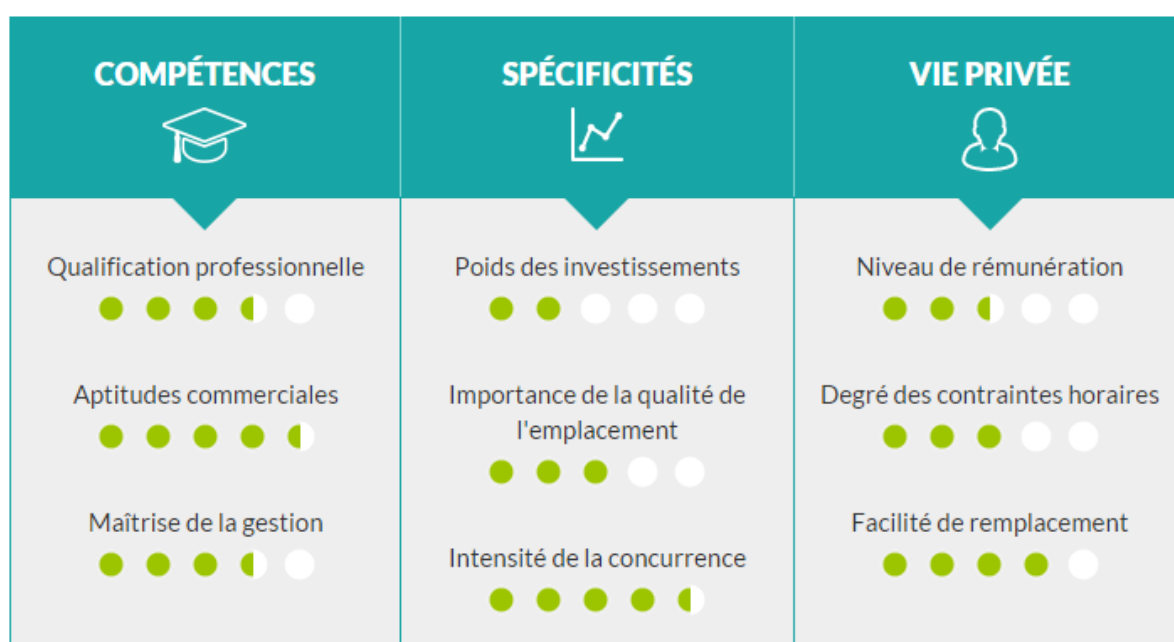 COMPÉTENCES
Qualification professionnelle
Aptitudes commerciales
Maîtrise de la gestion
SPÉCIFICITÉS
Poids des investissements
Importance de la qualité de
l'emplacement
Intensité de la concurrence
VIE PRIVÉE
Niveau de rémunération
Degré des contraintes horaires
Facilité de remplacement